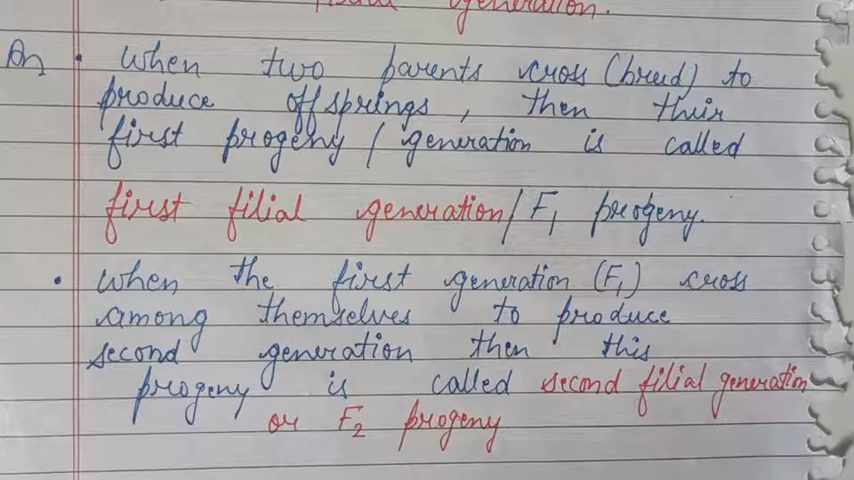 filial generation.
An • When two parents cross (breed) to
produce offsprings, then their
first progeny / generation is called
first filial generation / F₁ progeny.
• When the first generation (F₁) cross
among themselves to produce
second generation then this
progeny is called second filial generation
or F₂ progeny